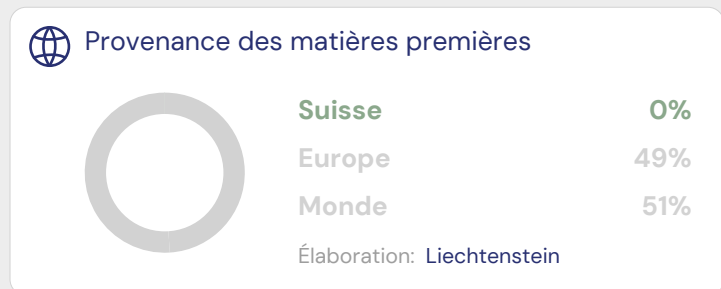 Provenance des matières premières
Suisse 0%
Europe 49%
Monde 51%
Élaboration: Liechtenstein